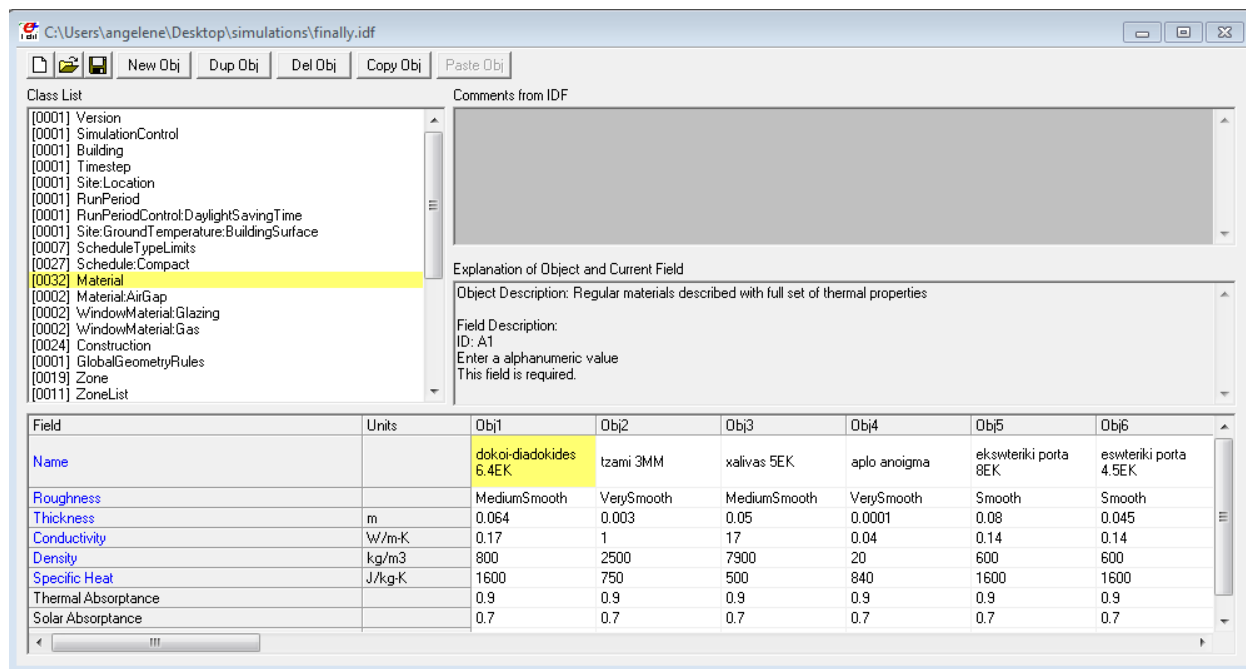 C:\Users\angelene\Desktop\simulations\finally.idf
New Obj Dup Obj Del Obj Copy Obj Paste Obj
Class List Comments from IDF
[0001] Version
[0001] SimulationControl
[0001] Building
[0001] Timestep
[0001] Site:Location
[0001] RunPeriod
[0001] RunPeriodControl:DaylightSavingTime
[0001] Site:GroundTemperature:BuildingSurface
[0007] ScheduleTypeLimits
[0027] Schedule:Compact
[0032] Material
[0002] Material:AirGap
[0002] WindowMaterial:Glazing
[0002] WindowMaterial:Gas
[0024] Construction
[0001] GlobalGeometryRules
[0019] Zone
[0011] ZoneList
Explanation of Object and Current Field
Object Description: Regular materials described with full set of thermal properties
Field Description:
ID: A1
Enter a alphanumeric value
This field is required.
Field Units Obj1 Obj2 Obj3 Obj4 Obj5 Obj6
Name dokoi-diadokides 6.4EK tzami 3MM xalivas 5EK aplo anoigma ekswteriki porta 8EK eswteriki porta 4.5EK
Roughness MediumSmooth VerySmooth MediumSmooth VerySmooth Smooth Smooth
Thickness m 0.064 0.003 0.05 0.0001 0.08 0.045
Conductivity W/m-K 0.17 1 17 0.04 0.14 0.14
Density kg/m3 800 2500 7900 20 600 600
Specific Heat J/kg-K 1600 750 500 840 1600 1600
Thermal Absorptance 0.9 0.9 0.9 0.9 0.9 0.9
Solar Absorptance 0.7 0.7 0.7 0.7 0.7 0.7